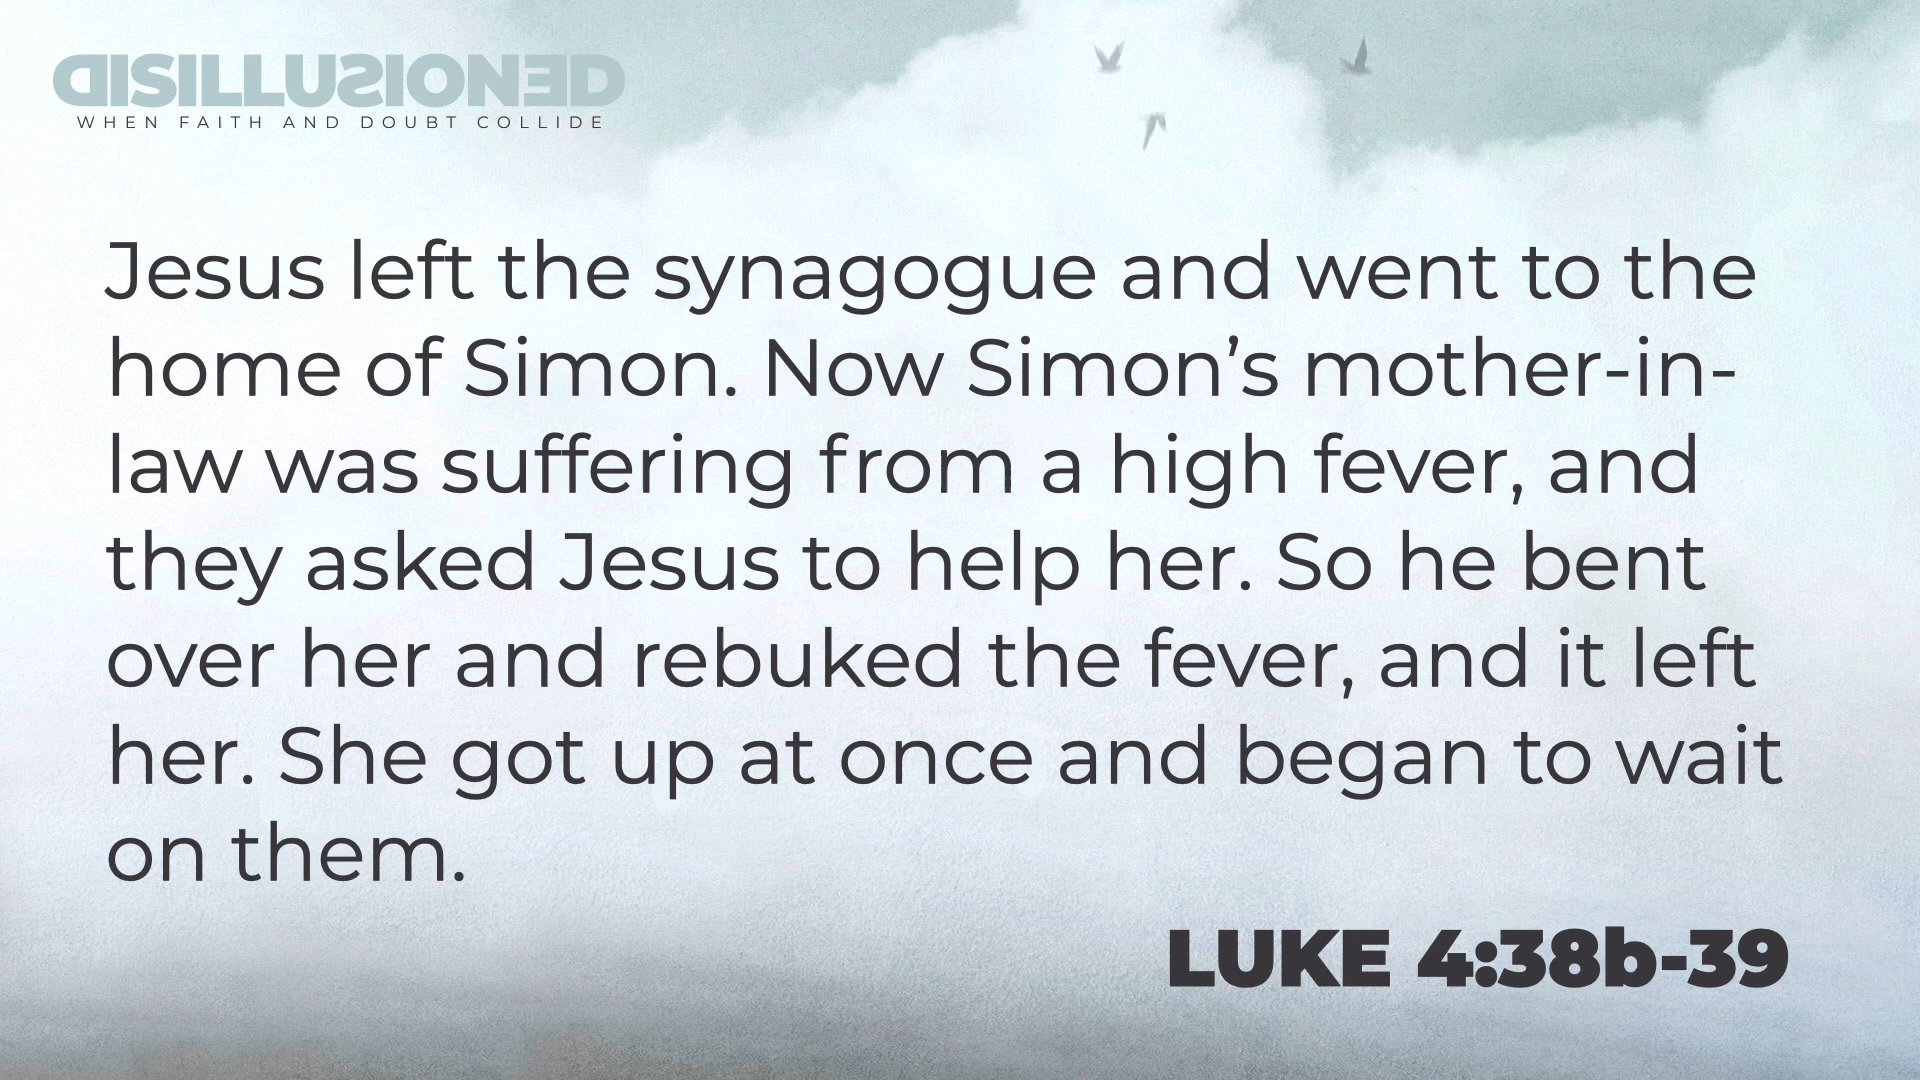 DISILLUSIONED
WHEN FAITH AND DOUBT COLLIDE
Jesus left the synagogue and went to the
home of Simon. Now Simon’s mother-in-
law was suffering from a high fever, and
they asked Jesus to help her. So he bent
over her and rebuked the fever, and it left
her. She got up at once and began to wait
on them.
LUKE 4:38b-39